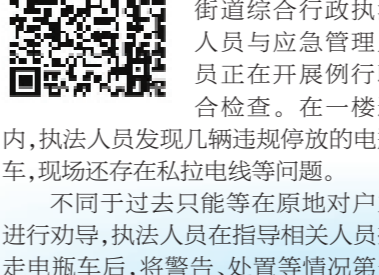 街道综合行政执
人员与应急管理
员正在开展例行
合检查。在一楼
内,执法人员发现几辆违规停放的电
车,现场还存在私拉电线等问题。
不同于过去只能等在原地对户
进行劝导,执法人员在指导相关人员
走电瓶车后,将警告、处置等情况第